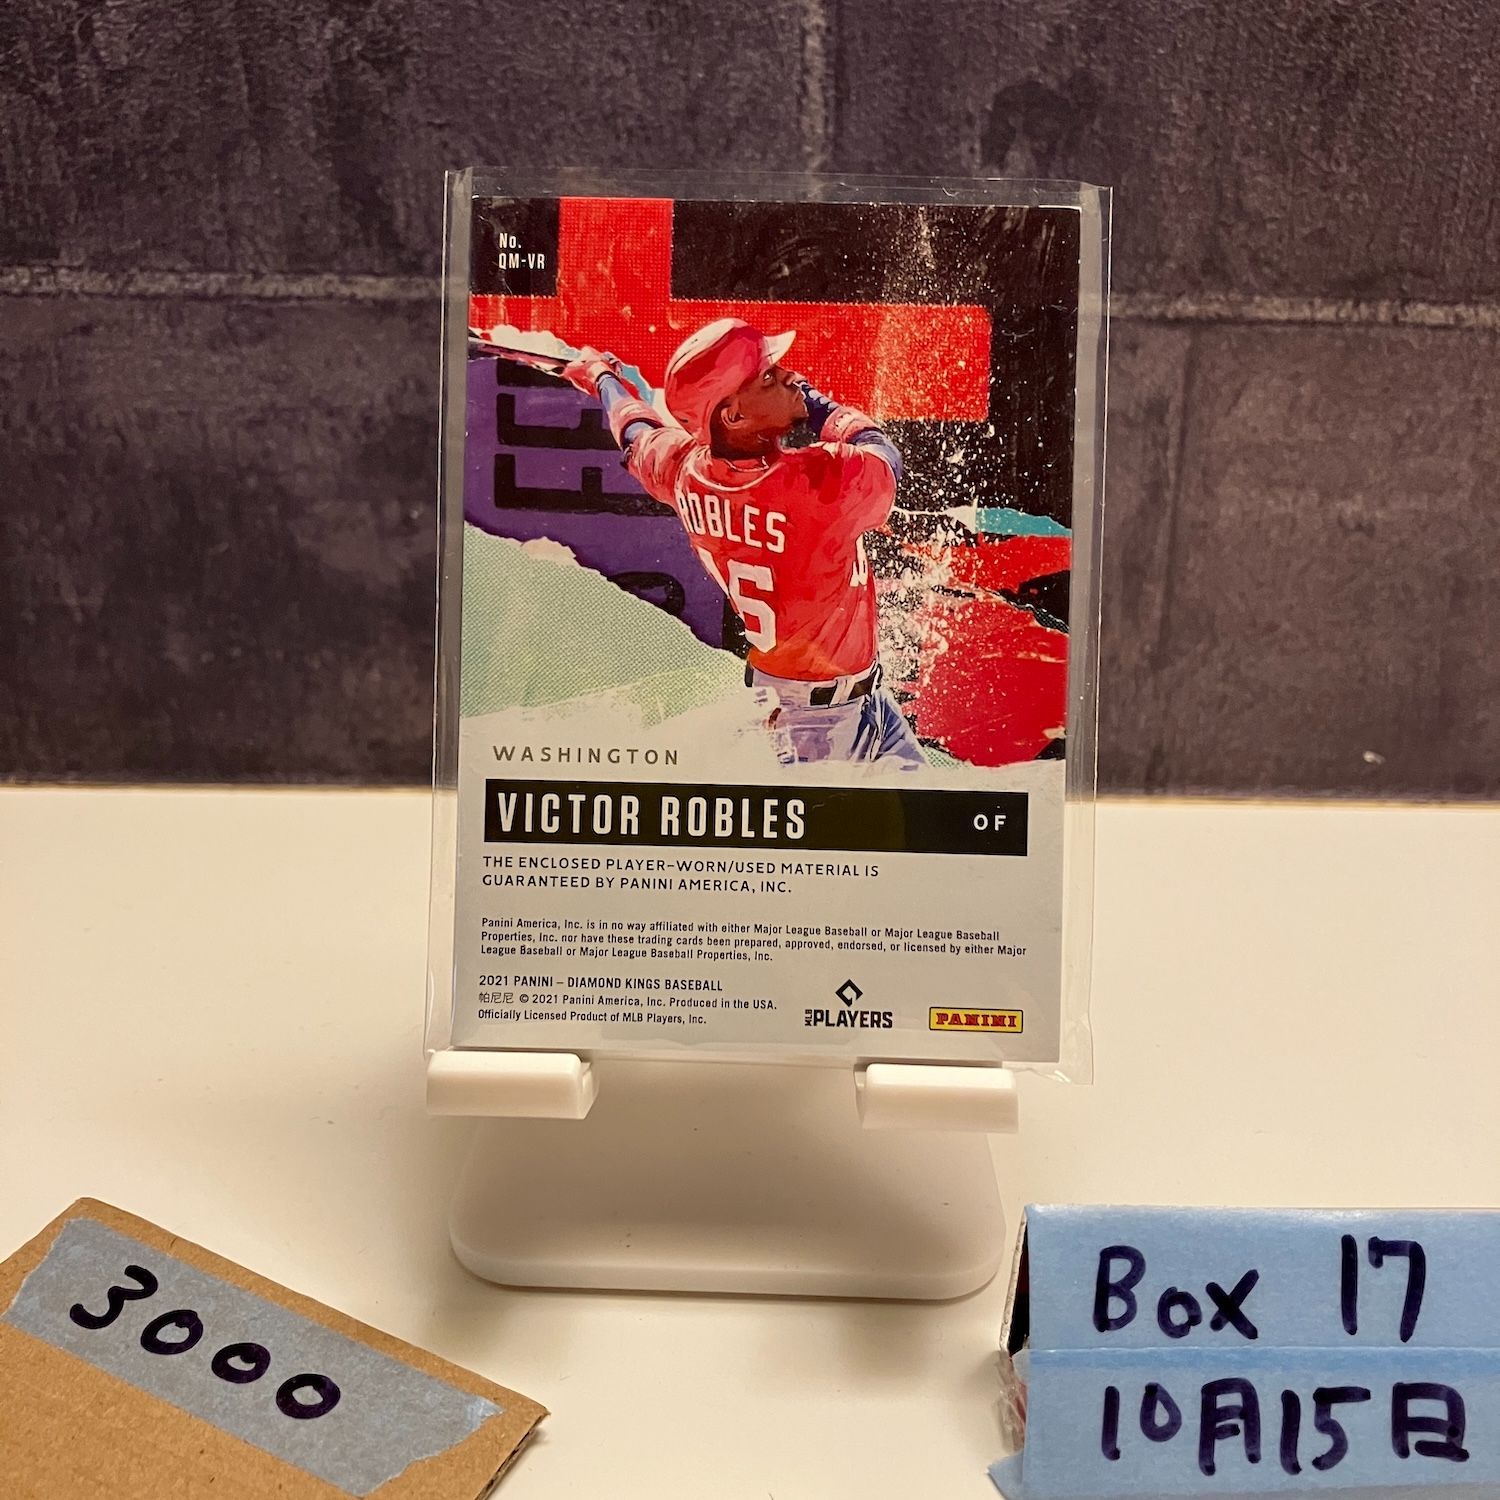 No.
QM-VR
ROBLES
16
WASHINGTON
VICTOR ROBLES
OF
THE ENCLOSED PLAYER-WORN/USED MATERIAL IS
GUARANTEED BY PANINI AMERICA, INC.
Panini America, Inc. is in no way affiliated with either Major League Baseball or Major League Baseball
Properties, Inc. nor have these trading cards been prepared, approved, endorsed, or licensed by either Major
League Baseball or Major League Baseball Properties, Inc.
2021 PANINI – DIAMOND KINGS BASEBALL
帕尼尼 © 2021 Panini America, Inc. Produced in the USA.
Officially Licensed Product of MLB Players, Inc.
MLB PLAYERS
PANINI
3000
Box 17
10月15日